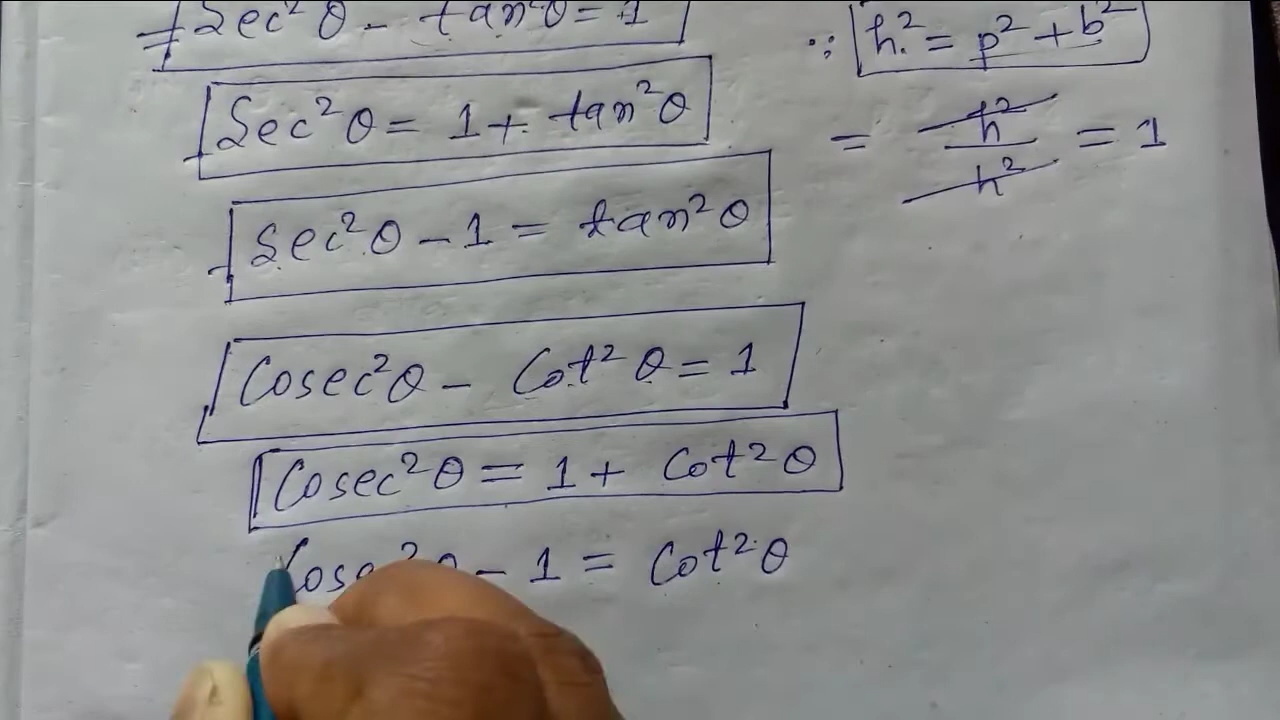 Sec²θ - tan²θ = 1
∵ h² = p² + b²
Sec²θ = 1 + tan²θ
= h²/h² = 1
Sec²θ - 1 = tan²θ
Cosec²θ - Cot²θ = 1
Cosec²θ = 1 + Cot²θ
Cosec²θ - 1 = Cot²θ